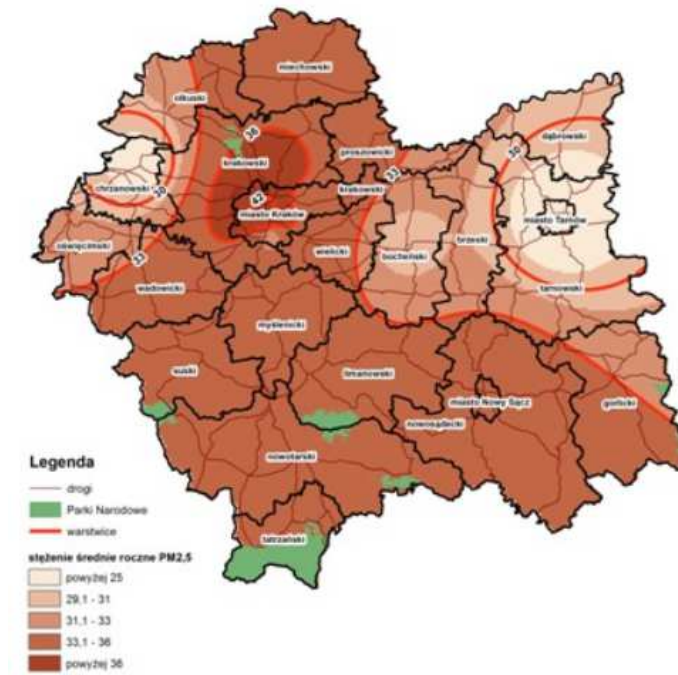 miechowski
olkuski
dąbrowski
36
30
krakowski
proszowicki
chrzanowski
krakowski
33
30
42
miasto Kraków
miasto Tarnów
oświęcimski
wielicki
bocheński
brzeski
33
tarnowski
wadowicki
myślenicki
suski
limanowski
miasto Nowy Sącz
gorlicki
nowosądecki
nowotarski
tatrzański
Legenda
drogi
Parki Narodowe
warstwice
stężenie średnie roczne PM2,5
powyżej 25
29,1 - 31
31,1 - 33
33,1 - 36
powyżej 36